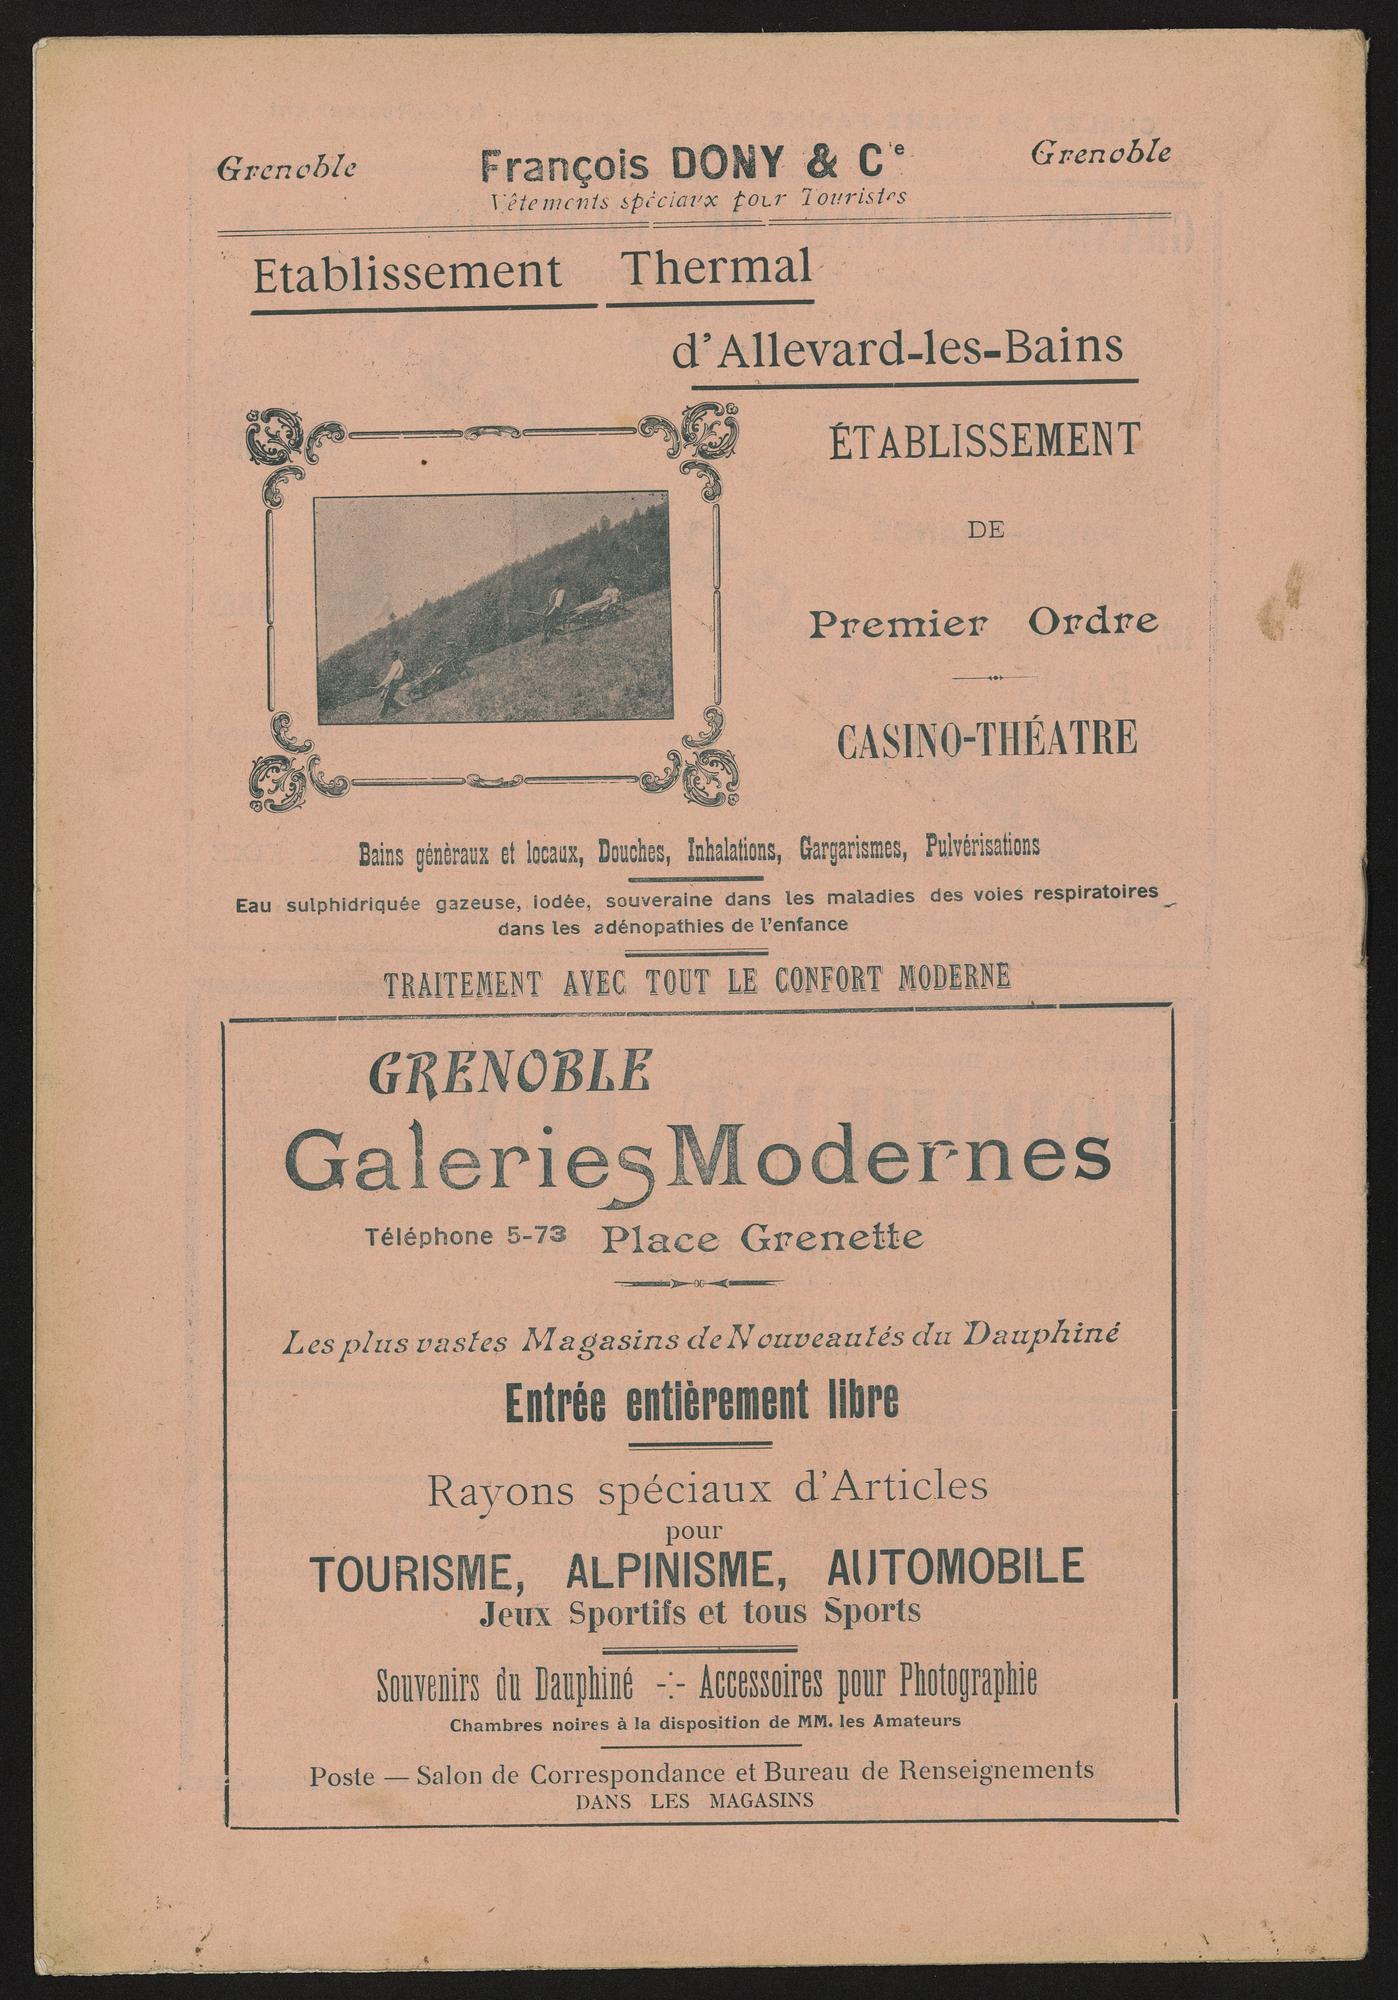 Grenoble François DONY & Cie Grenoble
Vêtements spéciaux pour Touristes
Etablissement Thermal
d'Allevard-les-Bains
ÉTABLISSEMENT
DE
Premier Ordre
CASINO-THÉATRE
Bains généràux et locaux, Douches, Inhalations, Gargarismes, Pulvérisations
Eau sulphidriquée gazeuse, iodée, souveraine dans les maladies des voies respiratoires
dans les adénopathies de l'enfance
TRAITEMENT AVEC TOUT LE CONFORT MODERNE
GRENOBLE
Galeries Modernes
Téléphone 5-73 Place Grenette
Les plus vastes Magasins de Nouveautés du Dauphiné
Entrée entièrement libre
Rayons spéciaux d'Articles
pour
TOURISME, ALPINISME, AUTOMOBILE
Jeux Sportifs et tous Sports
Souvenirs du Dauphiné -:- Accessoires pour Photographie
Chambres noires à la disposition de MM. les Amateurs
Poste — Salon de Correspondance et Bureau de Renseignements
DANS LES MAGASINS